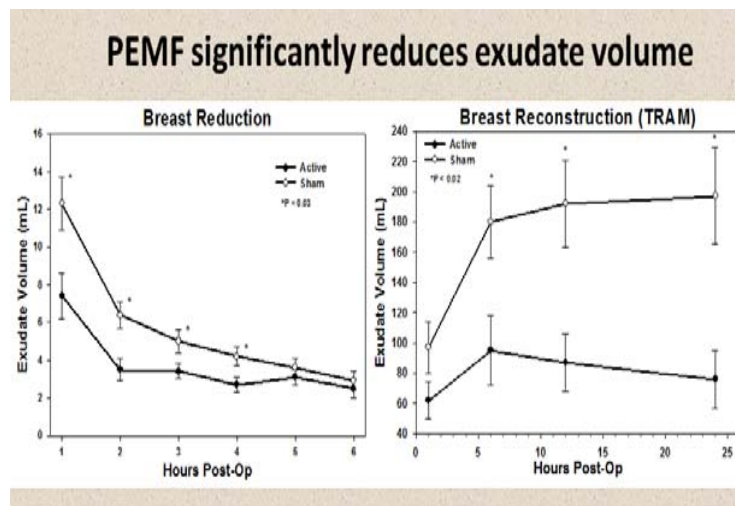 PEMF significantly reduces exudate volume
Breast Reduction
Exudate Volume (mL)
16
14
12
10
8
6
4
2
0
Active
Sham
*P = 0.03
*
*
*
*
1 2 3 4 5 6
Hours Post-Op
Breast Reconstruction (TRAM)
Exudate Volume (mL)
240
220
200
180
160
140
120
100
80
60
40
Active
Sham
*P < 0.02
*
*
*
0 5 10 15 20 25
Hours Post-Op